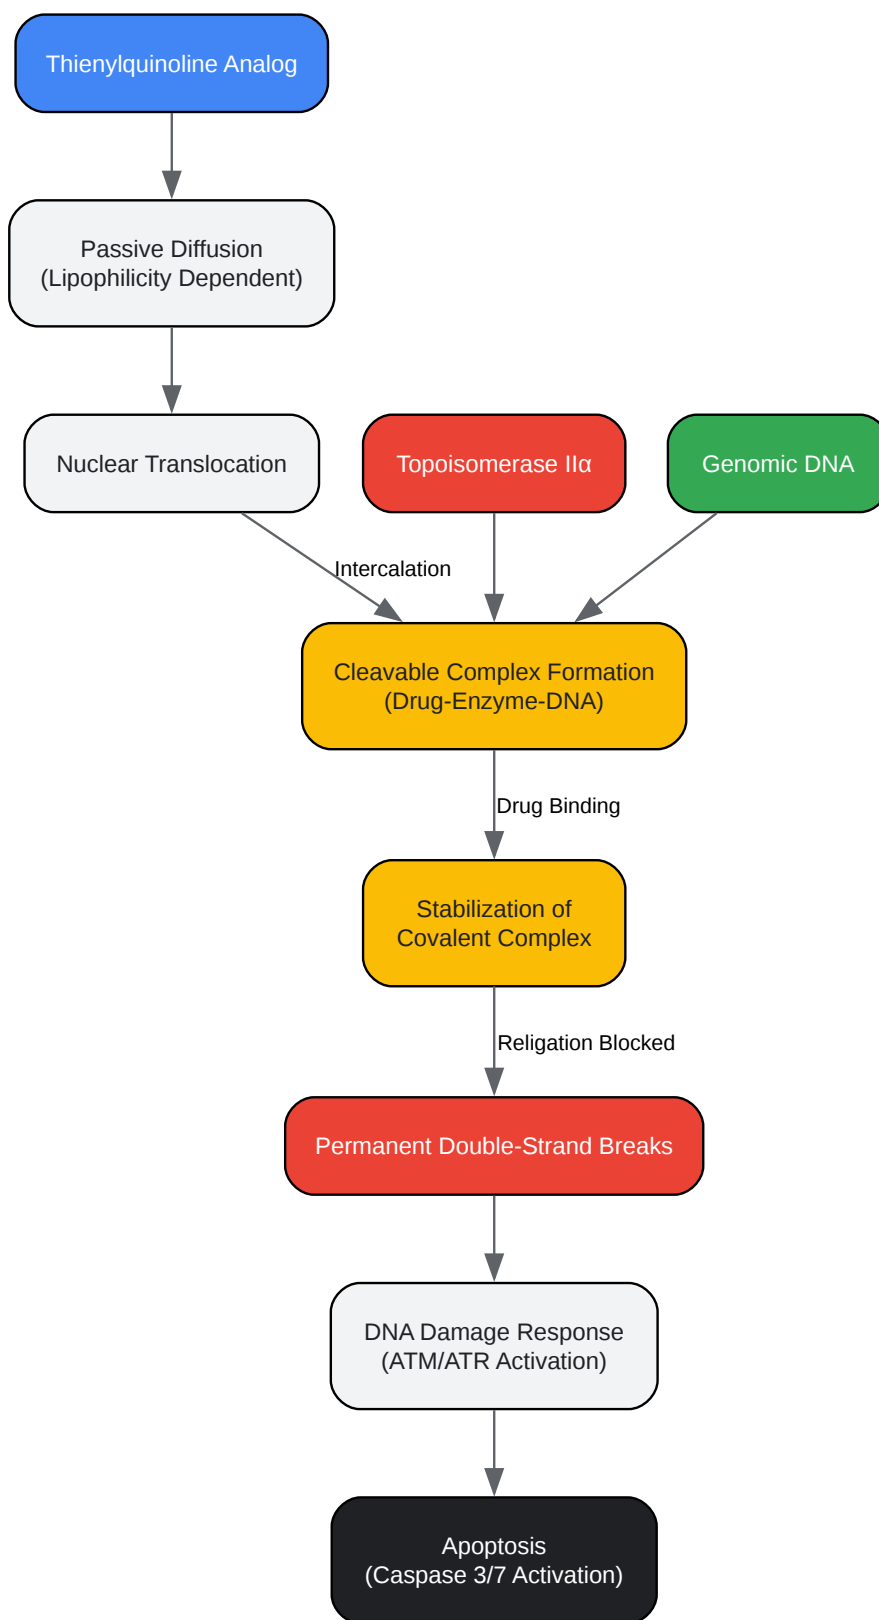 Thienylquinoline Analog
Passive Diffusion
(Lipophilicity Dependent)
Nuclear Translocation
Topoisomerase IIα
Genomic DNA
Intercalation
Cleavable Complex Formation
(Drug-Enzyme-DNA)
Drug Binding
Stabilization of
Covalent Complex
Religation Blocked
Permanent Double-Strand Breaks
DNA Damage Response
(ATM/ATR Activation)
Apoptosis
(Caspase 3/7 Activation)